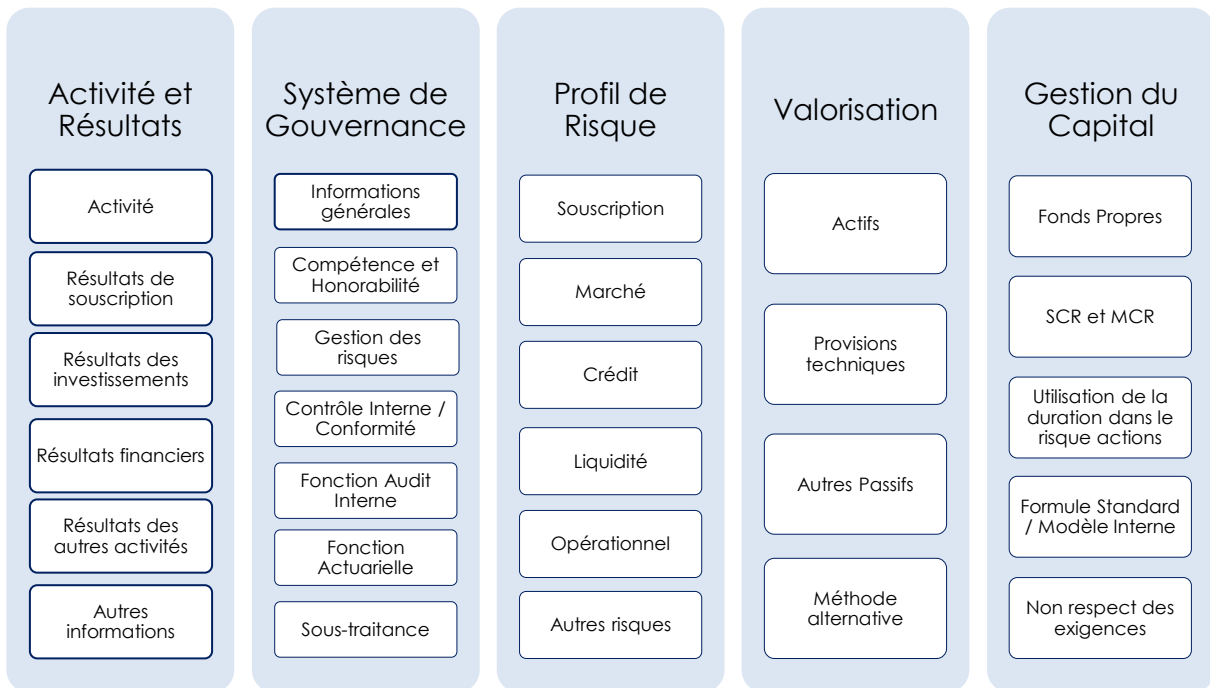 Activité et
Résultats
Activité
Résultats de
souscription
Résultats des
investissements
Résultats financiers
Résultats des
autres activités
Autres
informations
Système de
Gouvernance
Informations
générales
Compétence et
Honorabilité
Gestion des
risques
Contrôle Interne /
Conformité
Fonction Audit
Interne
Fonction
Actuarielle
Sous-traitance
Profil de
Risque
Souscription
Marché
Crédit
Liquidité
Opérationnel
Autres risques
Valorisation
Actifs
Provisions
techniques
Autres Passifs
Méthode
alternative
Gestion du
Capital
Fonds Propres
SCR et MCR
Utilisation de la
duration dans le
risque actions
Formule Standard
/ Modèle Interne
Non respect des
exigences